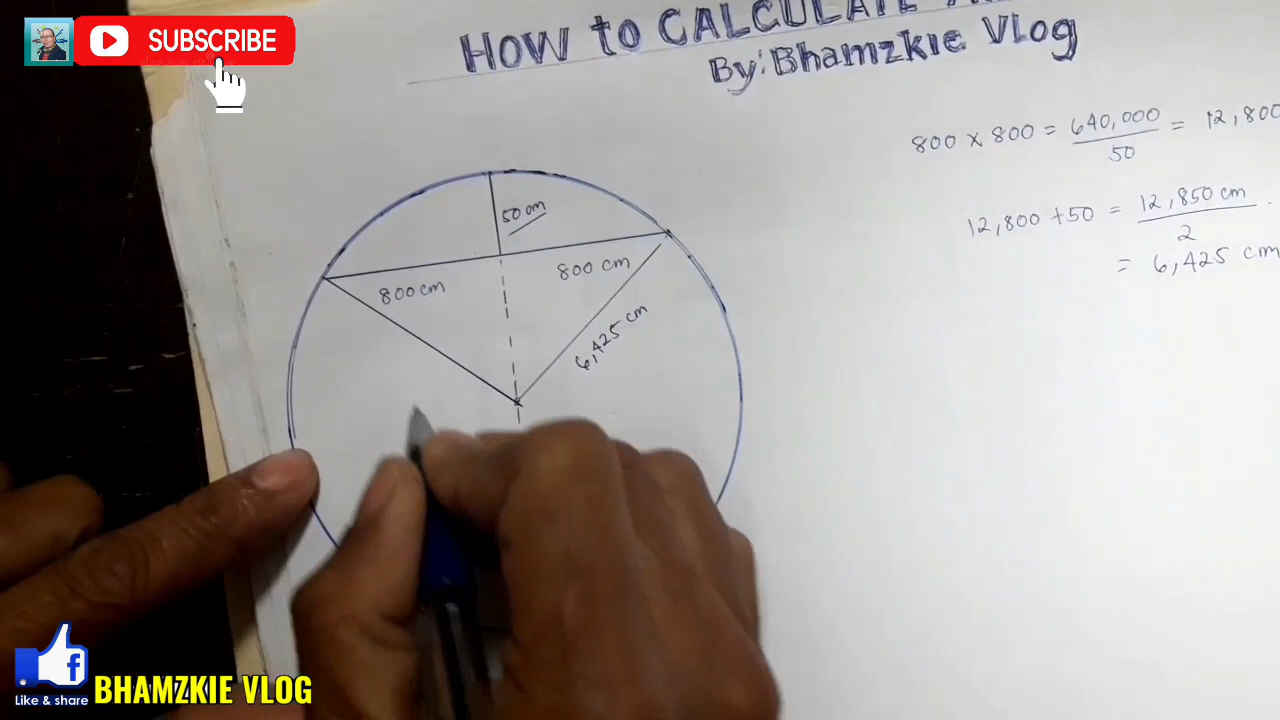 SUBSCRIBE
HOW to CALCULATE
By: Bhamzkie Vlog
800 x 800 = 640,000 / 50 = 12,800
12,800 + 50 = 12,850 cm / 2
= 6,425 cm
50 cm
800 cm
800 cm
6,425 cm
f
Like & share
BHAMZKIE VLOG